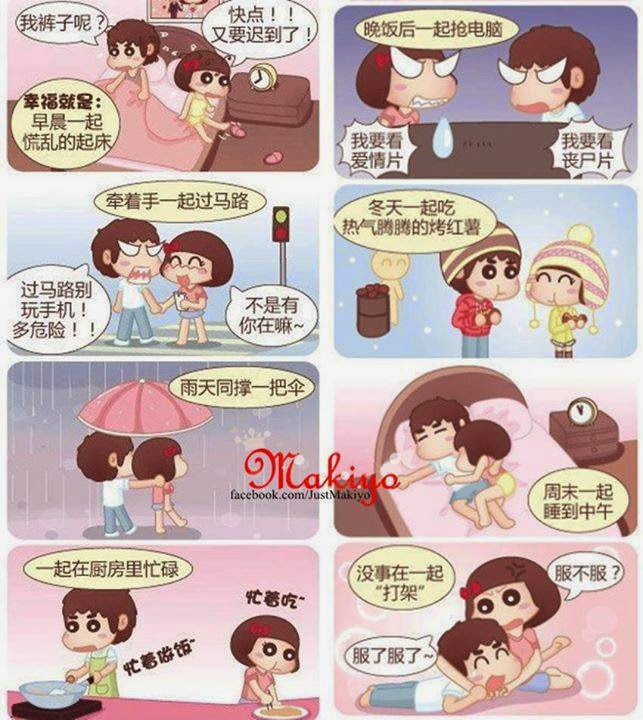 我裤子呢？
快点！！
又要迟到了！
幸福就是：
早晨一起
慌乱的起床
晚饭后一起抢电脑
我要看
爱情片
我要看
丧尸片
牵着手一起过马路
过马路别
玩手机！
多危险！！
不是有
你在嘛~
冬天一起吃
热气腾腾的烤红薯
雨天同撑一把伞
Makiyo
facebook.com/JustMakiyo
周末一起
睡到中午
一起在厨房里忙碌
忙着做饭~
忙着吃~
没事在一起
“打架”
服不服？
服了服了~